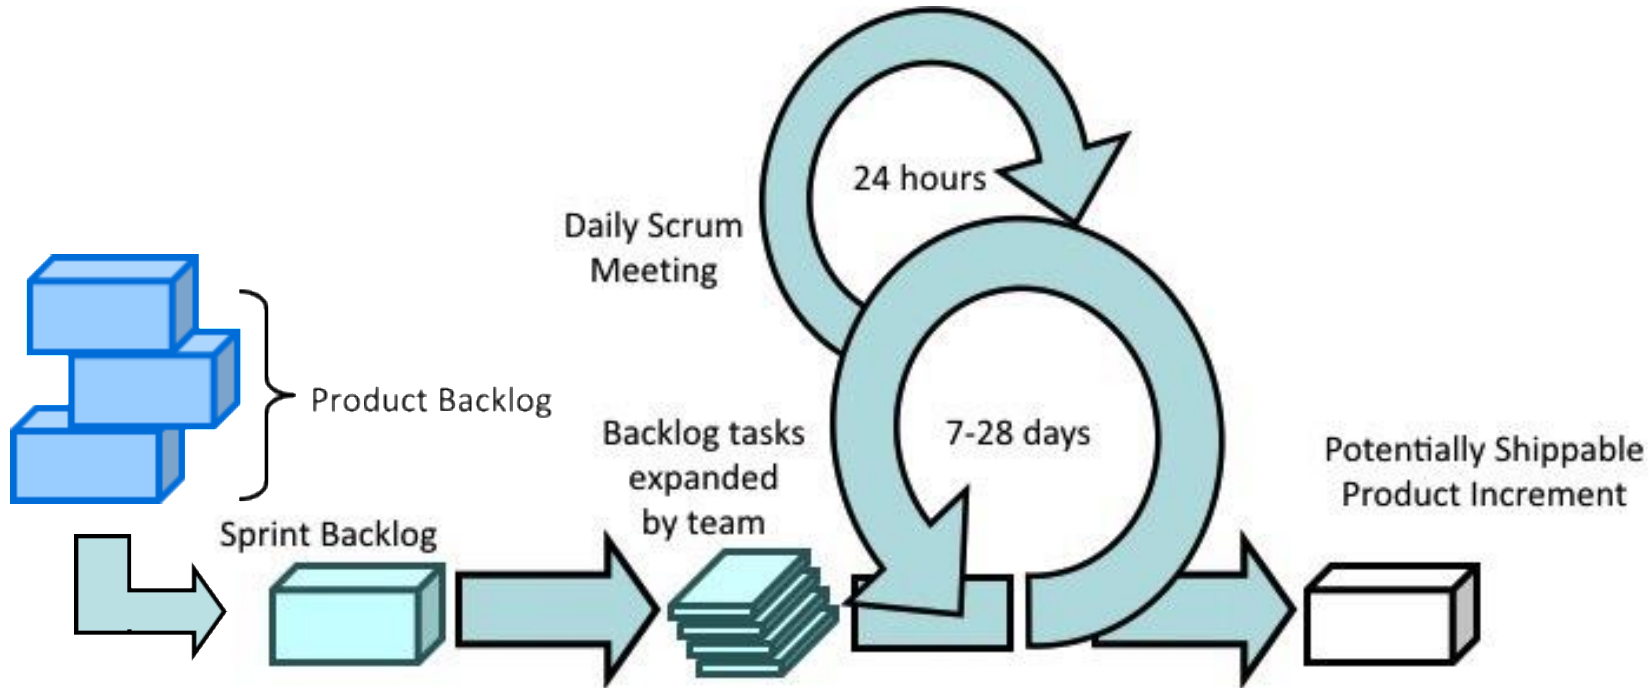 24 hours
Daily Scrum
Meeting
Product Backlog
Backlog tasks
expanded
by team
7-28 days
Potentially Shippable
Product Increment
Sprint Backlog